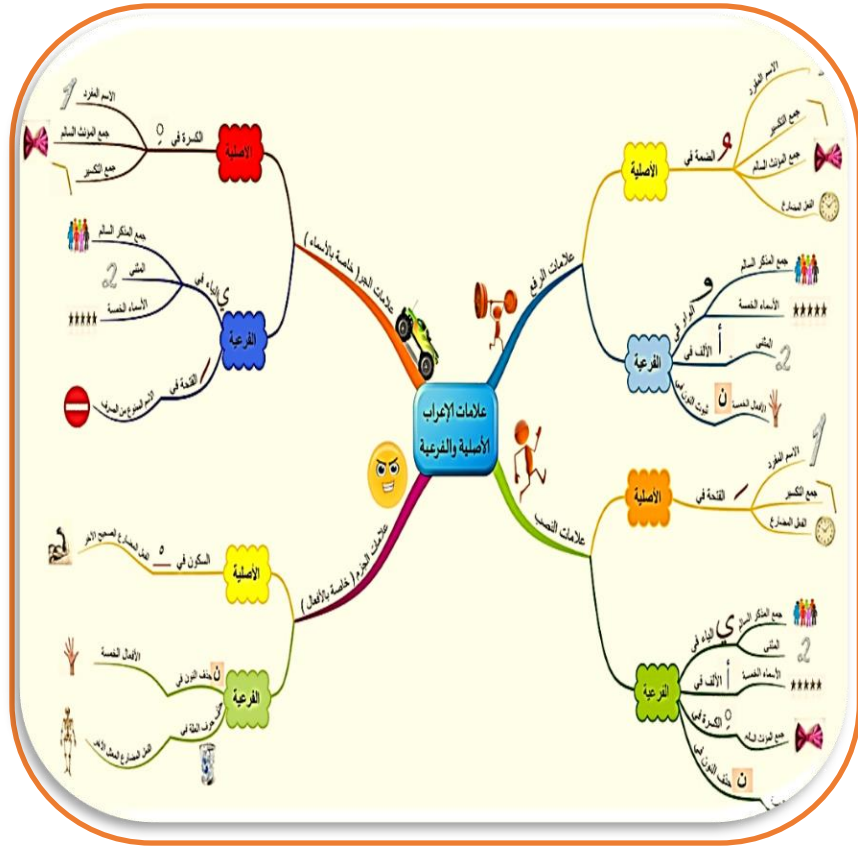 علامات الإعراب
الأصلية والفرعية
علامات الرفع
الأصلية
الضمة في
الاسم المفرد
جمع التكسير
جمع المؤنث السالم
الفعل المضارع
الفرعية
و الواو في
جمع المذكر السالم
الأسماء الخمسة
أ الألف في
المثنى
ن ثبوت النون في
الأفعال الخمسة
علامات النصب
الأصلية
الفتحة في
الاسم المفرد
جمع التكسير
الفعل المضارع
الفرعية
ي الياء في
جمع المذكر السالم
المثنى
أ الألف في
الأسماء الخمسة
الكسرة في
جمع المؤنث السالم
ن حذف النون في
علامات الجر ( خاصة بالأسماء )
الاصلية
الكسرة في
الاسم المفرد
جمع المؤنث السالم
جمع التكسير
الفرعية
ي الياء في
جمع المذكر السالم
المثنى
الأسماء الخمسة
الفتحة في
الاسم الممنوع من الصرف
علامات الجزم ( خاصة بالأفعال )
الأصلية
السكون في
الفعل المضارع الصحيح الآخر
الفرعية
ن حذف النون في
الأفعال الخمسة
حذف حرف العلة في
الفعل المضارع المعتل الآخر